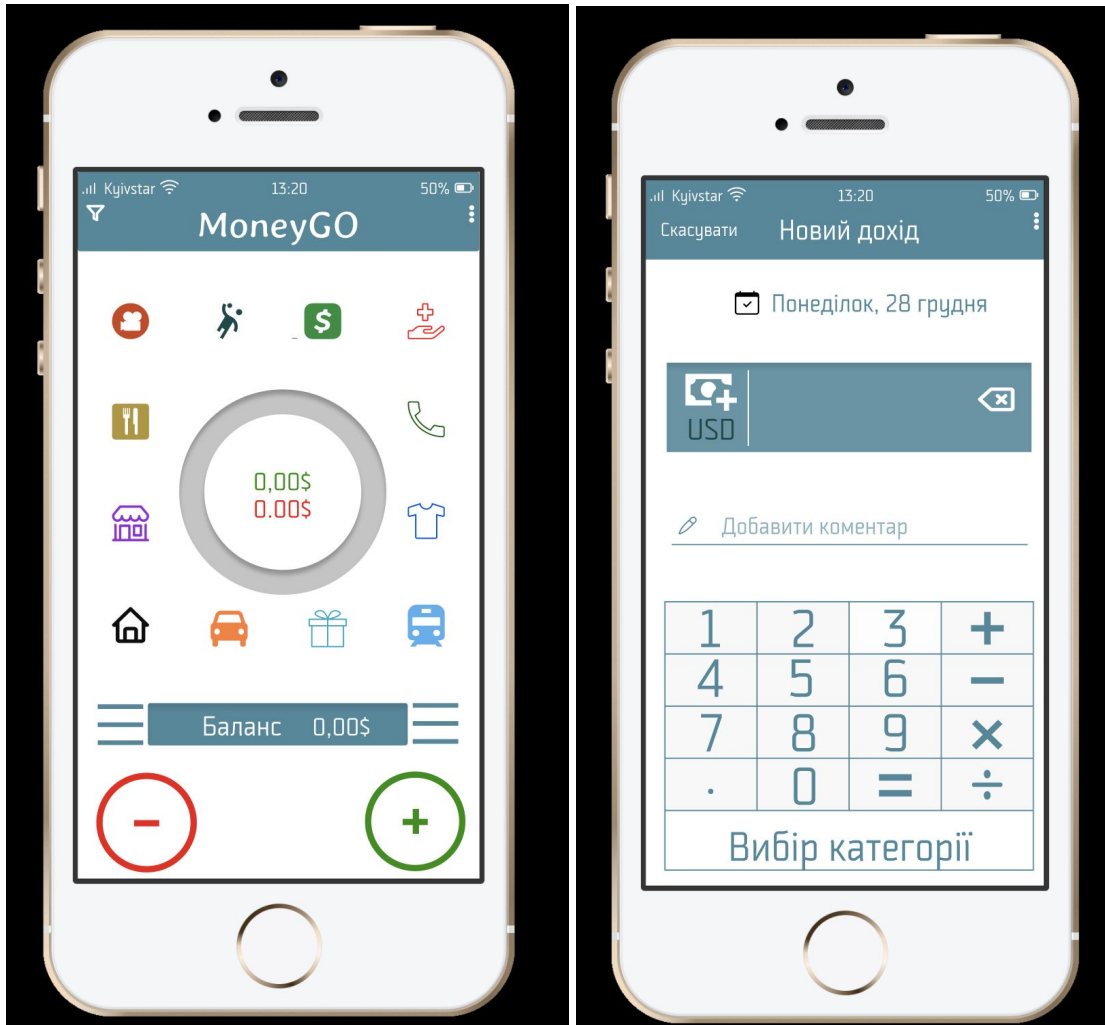 Kyivstar 13:20 50%
MoneyGO
0,00$
0.00$
Баланс 0,00$
Kyivstar 13:20 50%
Скасувати Новий дохід
Понеділок, 28 грудня
USD
Добавити коментар
1 2 3 +
4 5 6 −
7 8 9 ×
. 0 = ÷
Вибір категорії